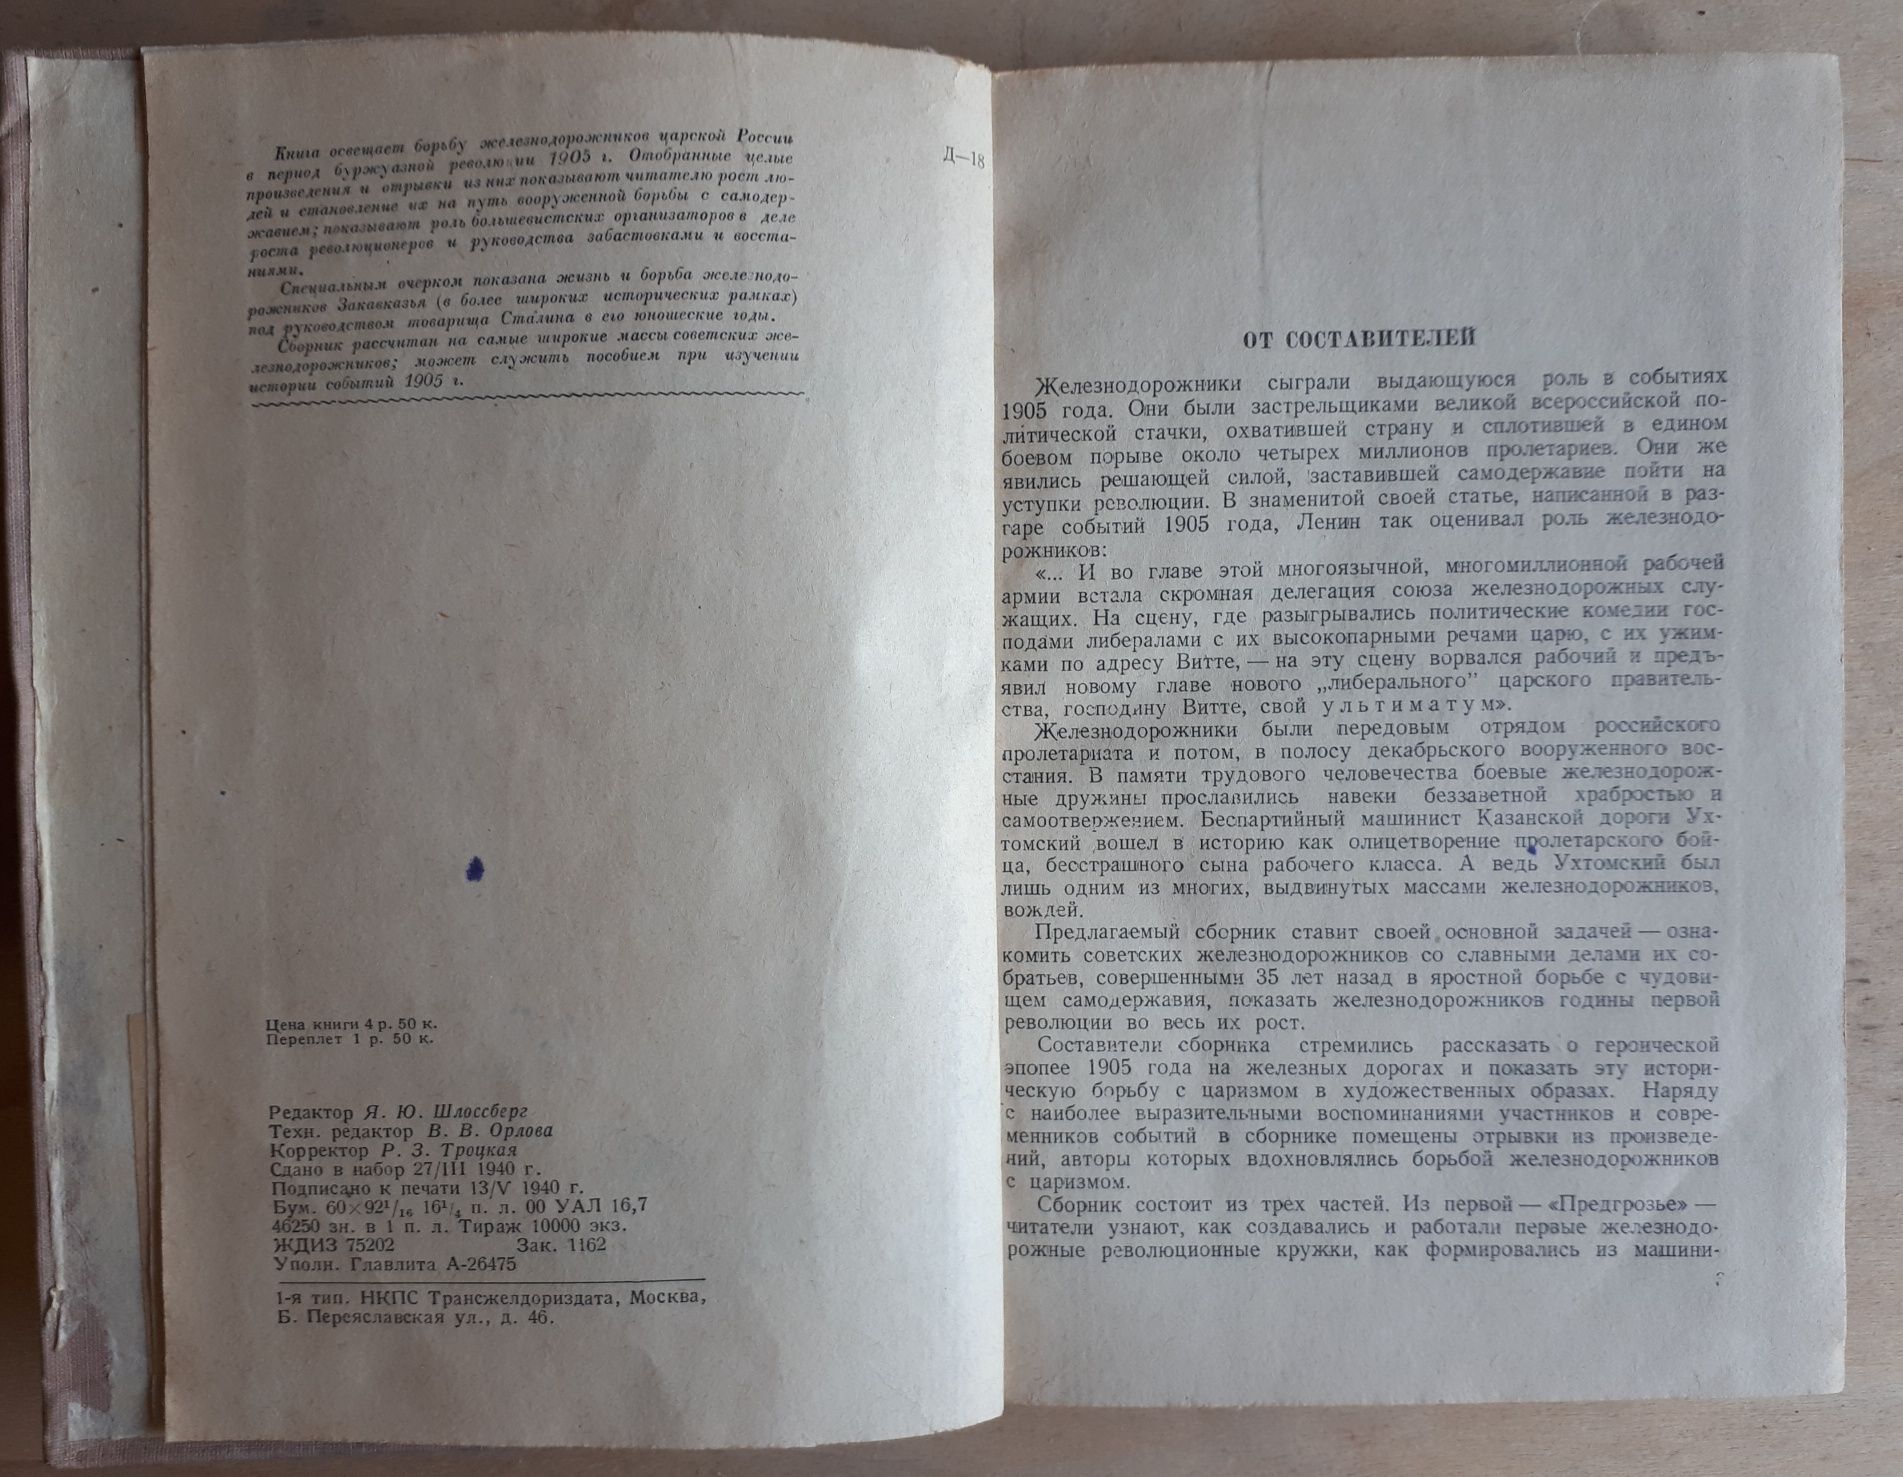 Книга освещает борьбу железнодорожников царской России
в период буржуазной революции 1905 г. Отобранные целые
произведения и отрывки из них показывают читателю рост лю-
дей и становление их на путь вооруженной борьбы с самодер-
жавием; показывают роль большевистских организаторов в деле
роста революционеров и руководства забастовками и восста-
ниями.
Специальным очерком показана жизнь и борьба железнодо-
рожников Закавказья (в более широких исторических рамках)
под руководством товарища Сталина в его юношеские годы.
Сборник рассчитан на самые широкие массы советских же-
лезнодорожников; может служить пособием при изучении
истории событий 1905 г.
Д—18
Цена книги 4 р. 50 к.
Переплет 1 р. 50 к.
Редактор Я. Ю. Шлоссберг
Техн. редактор В. В. Орлова
Корректор Р. З. Троцкая
Сдано в набор 27/III 1940 г.
Подписано к печати 13/V 1940 г.
Бум. 60×92¹/₁₆ 16¹/₄ п. л. 00 УАЛ 16,7
46250 зн. в 1 п. л. Тираж 10000 экз.
ЖДИЗ 75202 Зак. 1162
Уполн. Главлита А-26475
1-я тип. НКПС Трансжелдориздата, Москва,
Б. Переяславская ул., д. 46.
ОТ СОСТАВИТЕЛЕЙ
Железнодорожники сыграли выдающуюся роль в событиях
1905 года. Они были застрельщиками великой всероссийской по-
литической стачки, охватившей страну и сплотившей в едином
боевом порыве около четырех миллионов пролетариев. Они же
явились решающей силой, заставившей самодержавие пойти на
уступки революции. В знаменитой своей статье, написанной в раз-
гаре событий 1905 года, Ленин так оценивал роль железнодо-
рожников:
«... И во главе этой многоязычной, многомиллионной рабочей
армии встала скромная делегация союза железнодорожных слу-
жащих. На сцену, где разыгрывались политические комедии гос-
подами либералами с их высокопарными речами царю, с их ужим-
ками по адресу Витте, — на эту сцену ворвался рабочий и предъ-
явил новому главе нового „либерального” царского правитель-
ства, господину Витте, свой ультиматум».
Железнодорожники были передовым отрядом российского
пролетариата и потом, в полосу декабрьского вооруженного вос-
стания. В памяти трудового человечества боевые железнодорож-
ные дружины прославились навеки беззаветной храбростью и
самоотвержением. Беспартийный машинист Казанской дороги Ух-
томский вошел в историю как олицетворение пролетарского бой-
ца, бесстрашного сына рабочего класса. А ведь Ухтомский был
лишь одним из многих, выдвинутых массами железнодорожников,
вождей.
Предлагаемый сборник ставит своей основной задачей — озна-
комить советских железнодорожников со славными делами их со-
братьев, совершенными 35 лет назад в яростной борьбе с чудови-
щем самодержавия, показать железнодорожников годины первой
революции во весь их рост.
Составители сборника стремились рассказать о героической
эпопее 1905 года на железных дорогах и показать эту истори-
ческую борьбу с царизмом в художественных образах. Наряду
с наиболее выразительными воспоминаниями участников и совре-
менников событий в сборнике помещены отрывки из произведе-
ний, авторы которых вдохновлялись борьбой железнодорожников
с царизмом.
Сборник состоит из трех частей. Из первой — «Предгрозье» —
читатели узнают, как создавались и работали первые железнодо-
рожные революционные кружки, как формировались из машини-